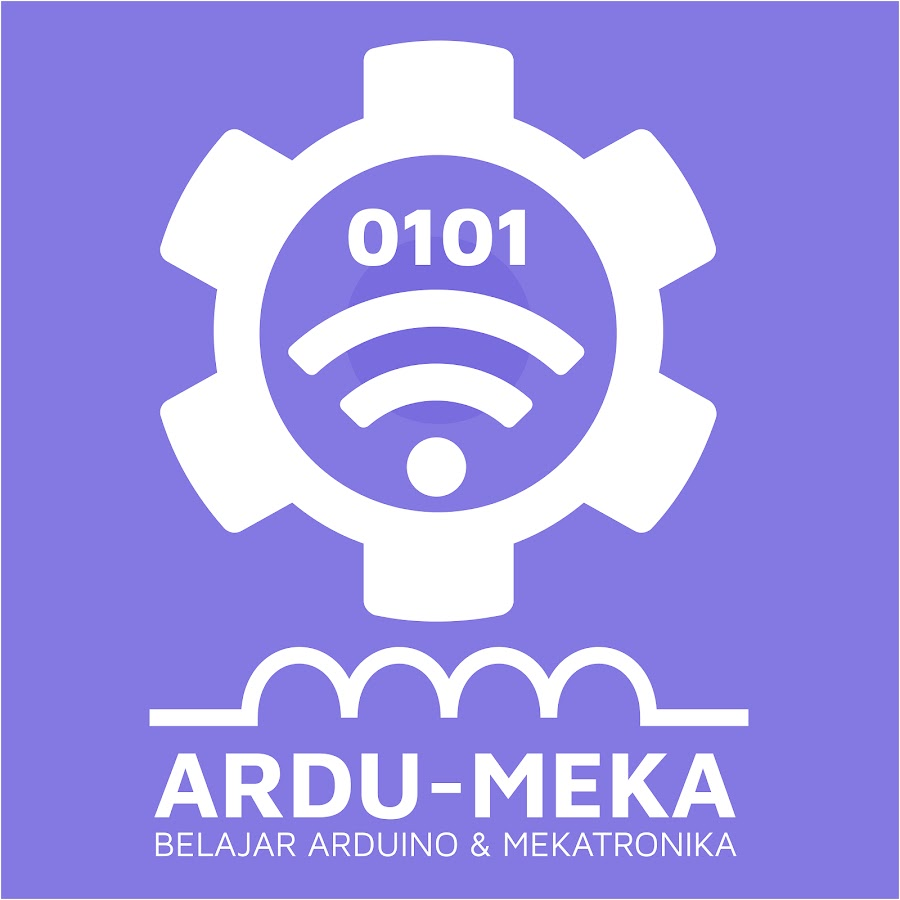 0101
ARDU-MEKA
BELAJAR ARDUINO & MEKATRONIKA